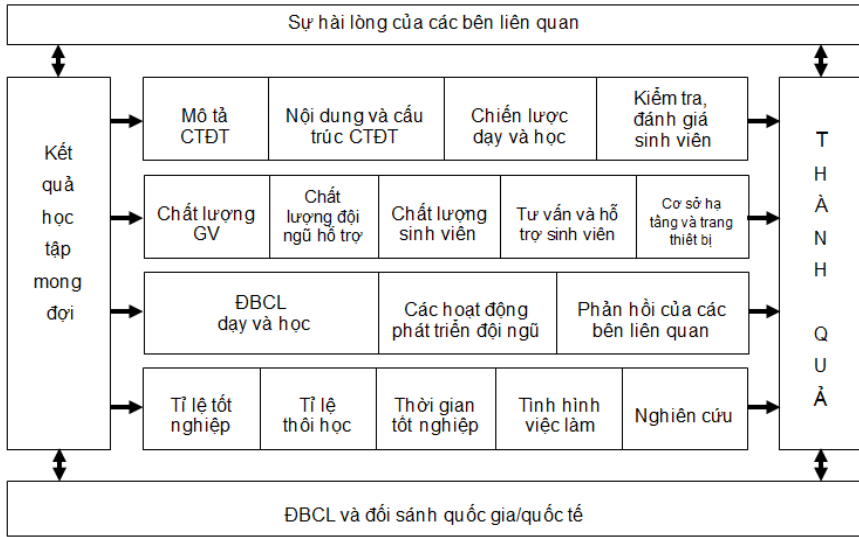 Sự hài lòng của các bên liên quan
Kết
quả
học
tập
mong
đợi
Mô tả
CTĐT
Nội dung và cấu
trúc CTĐT
Chiến lược
dạy và học
Kiểm tra,
đánh giá
sinh viên
Chất lượng
GV
Chất
lượng đội
ngũ hỗ trợ
Chất lượng
sinh viên
Tư vấn và hỗ
trợ sinh viên
Cơ sở hạ
tầng và trang
thiết bị
ĐBCL
dạy và học
Các hoạt động
phát triển đội ngũ
Phản hồi của các
bên liên quan
Tỉ lệ tốt
nghiệp
Tỉ lệ
thôi học
Thời gian
tốt nghiệp
Tình hình
việc làm
Nghiên cứu
T
H
À
N
H
Q
U
Ả
ĐBCL và đối sánh quốc gia/quốc tế